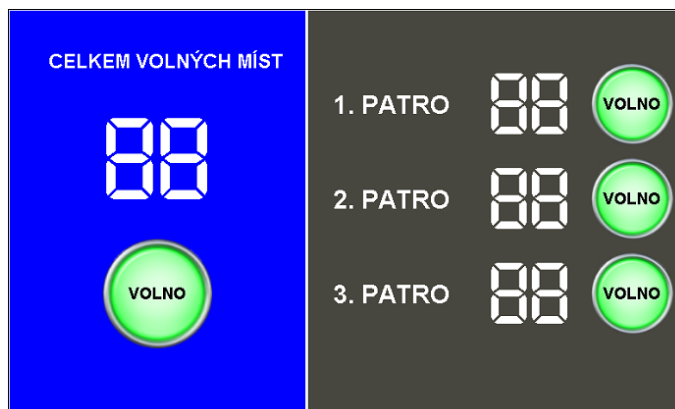 CELKEM VOLNÝCH MÍST
88
VOLNO
1. PATRO 88 VOLNO
2. PATRO 88 VOLNO
3. PATRO 88 VOLNO